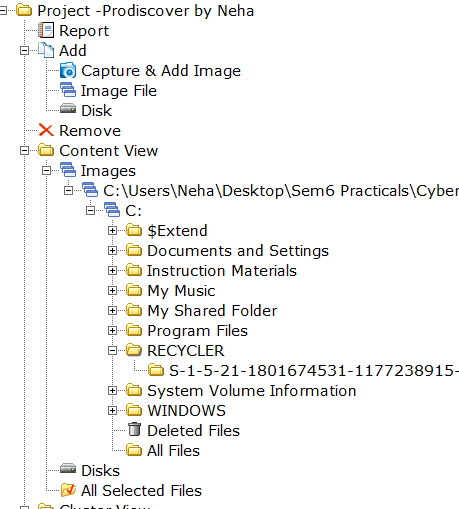 Project -Prodiscover by Neha
Report
Add
Capture & Add Image
Image File
Disk
Remove
Content View
Images
C:\Users\Neha\Desktop\Sem6 Practicals\Cyber
C:
$Extend
Documents and Settings
Instruction Materials
My Music
My Shared Folder
Program Files
RECYCLER
S-1-5-21-1801674531-1177238915-
System Volume Information
WINDOWS
Deleted Files
All Files
Disks
All Selected Files
Cluster View